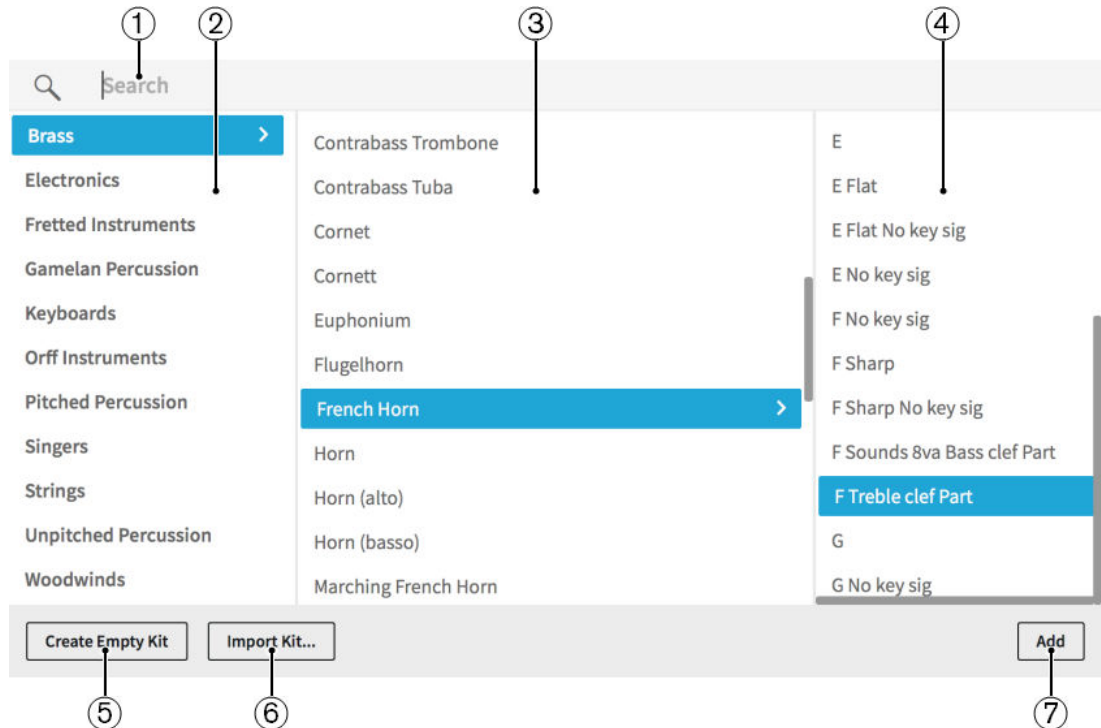 1 2 3 4
Search
Brass
Electronics
Fretted Instruments
Gamelan Percussion
Keyboards
Orff Instruments
Pitched Percussion
Singers
Strings
Unpitched Percussion
Woodwinds
Contrabass Trombone
Contrabass Tuba
Cornet
Cornett
Euphonium
Flugelhorn
French Horn
Horn
Horn (alto)
Horn (basso)
Marching French Horn
E
E Flat
E Flat No key sig
E No key sig
F No key sig
F Sharp
F Sharp No key sig
F Sounds 8va Bass clef Part
F Treble clef Part
G
G No key sig
Create Empty Kit Import Kit... Add
5 6 7